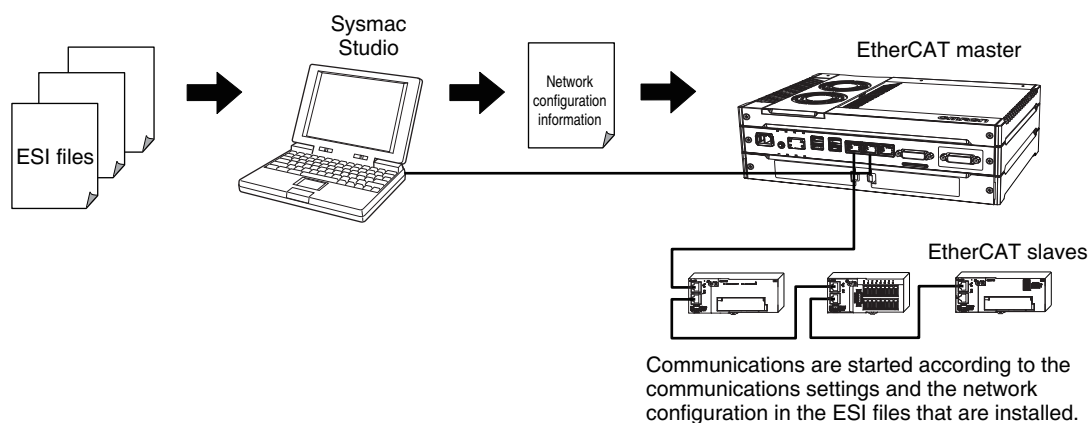 Sysmac
Studio
EtherCAT master
ESI files
Network
configuration
information
OMRON
EtherCAT slaves
Communications are started according to the
communications settings and the network
configuration in the ESI files that are installed.